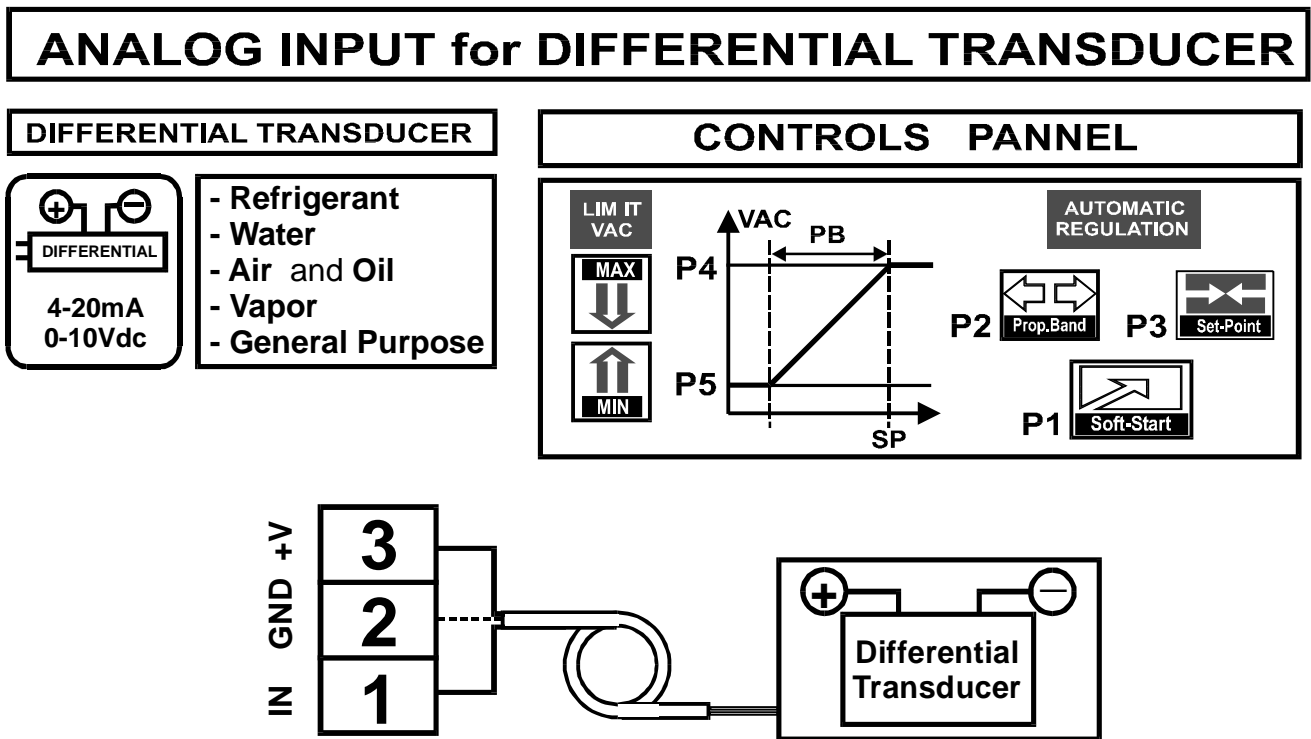 ANALOG INPUT for DIFFERENTIAL TRANSDUCER
DIFFERENTIAL TRANSDUCER
+ −
DIFFERENTIAL
4-20mA
0-10Vdc
- Refrigerant
- Water
- Air and Oil
- Vapor
- General Purpose
CONTROLS PANNEL
LIM IT
VAC
MAX
MIN
VAC
PB
P4
P5
SP
AUTOMATIC
REGULATION
P2
Prop.Band
P3
Set-Point
P1
Soft-Start
+V
3
GND
2
IN
1
+ −
Differential
Transducer